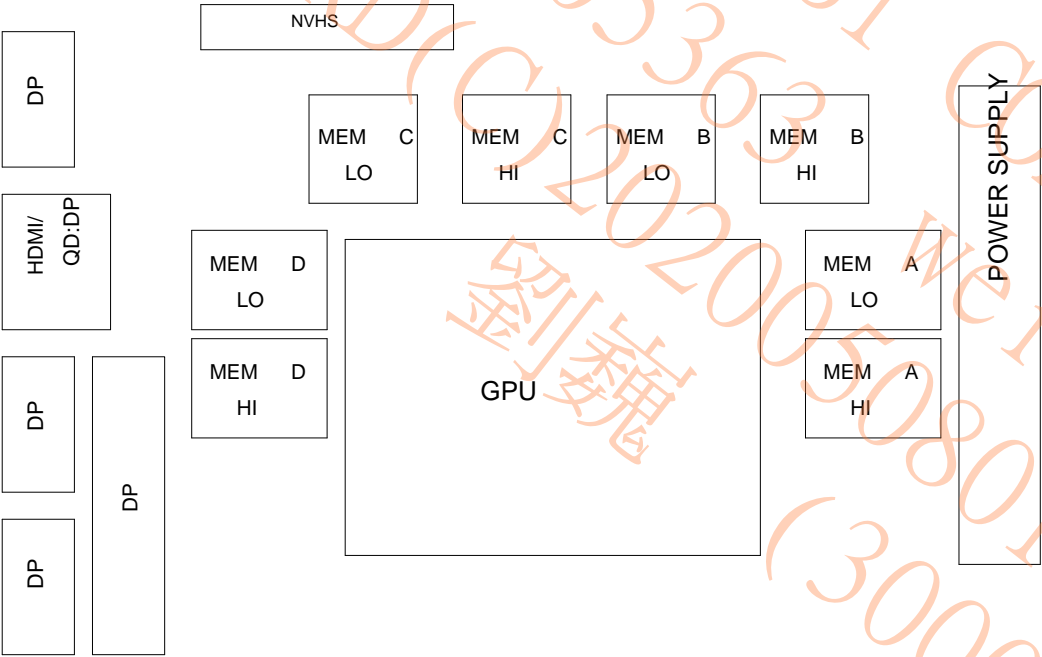 NVHS
DP
HDMI/
QD:DP
DP
DP
DP
MEM C
LO
MEM C
HI
MEM B
LO
MEM B
HI
MEM D
LO
MEM D
HI
GPU
MEM A
LO
MEM A
HI
POWER SUPPLY
劉巍